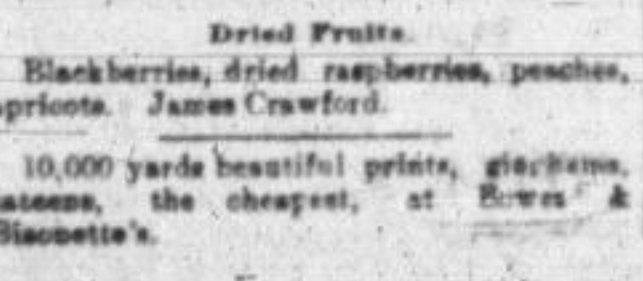 Dried Fruits.
Blackberries, dried raspberries, peaches,
apricots. James Crawford.
10,000 yards beautiful prints, ginghams,
sateens, the cheapest, at Bowes &
Bisonette's.